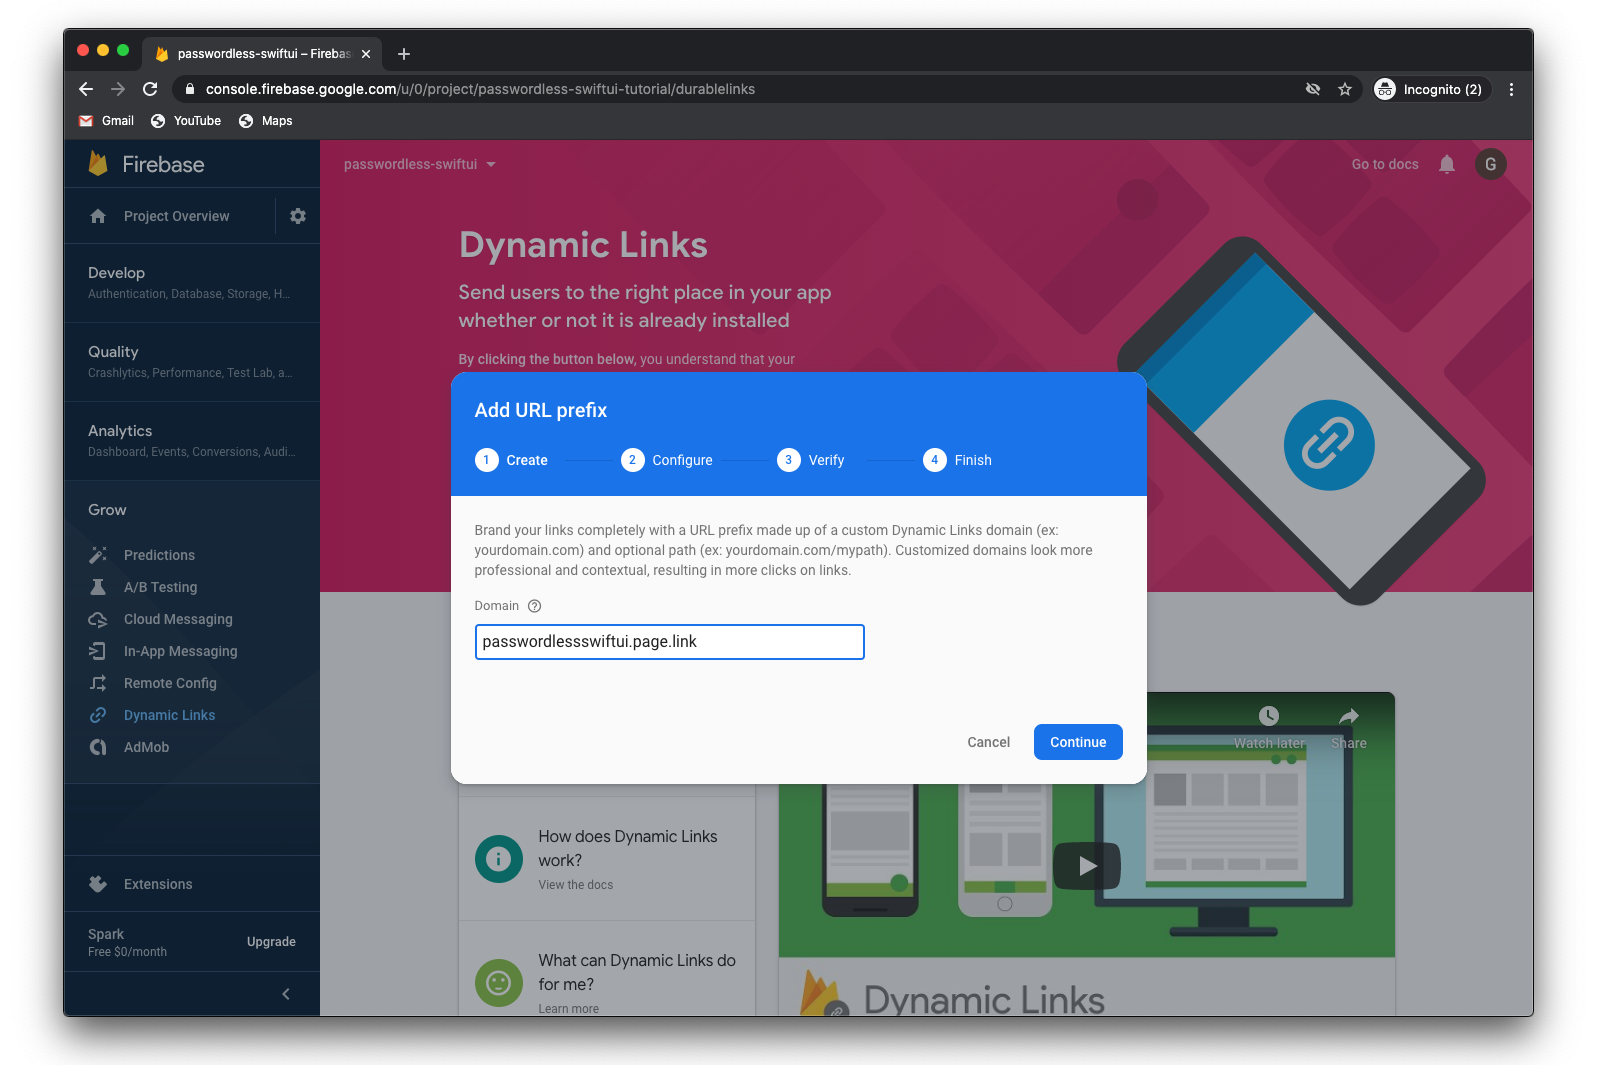 passwordless-swiftui – Firebas
console.firebase.google.com/u/0/project/passwordless-swiftui-tutorial/durablelinks
Incognito (2)
Gmail
YouTube
Maps
Firebase
Project Overview
Develop
Authentication, Database, Storage, H...
Quality
Crashlytics, Performance, Test Lab, a...
Analytics
Dashboard, Events, Conversions, Audi...
Grow
Predictions
A/B Testing
Cloud Messaging
In-App Messaging
Remote Config
Dynamic Links
AdMob
Extensions
Spark
Free $0/month
Upgrade
passwordless-swiftui
Go to docs
G
Dynamic Links
Send users to the right place in your app
whether or not it is already installed
By clicking the button below, you understand that your
Add URL prefix
1 Create
2 Configure
3 Verify
4 Finish
Brand your links completely with a URL prefix made up of a custom Dynamic Links domain (ex:
yourdomain.com) and optional path (ex: yourdomain.com/mypath). Customized domains look more
professional and contextual, resulting in more clicks on links.
Domain
passwordlessswiftui.page.link
Cancel
Continue
How does Dynamic Links
work?
View the docs
What can Dynamic Links do
for me?
Learn more
Watch later
Share
Dynamic Links